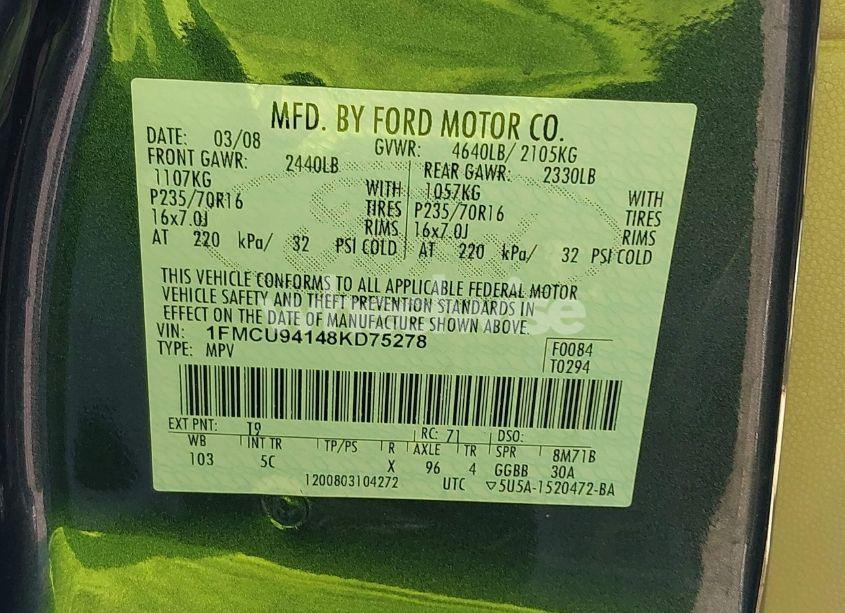 MFD. BY FORD MOTOR CO.
DATE: 03/08 GVWR: 4640LB/ 2105KG
FRONT GAWR: 2440LB REAR GAWR: 2330LB
1107KG WITH 1057KG WITH
P235/70R16 TIRES P235/70R16 TIRES
16x7.0J RIMS 16x7.0J RIMS
AT 220 kPa/ 32 PSI COLD AT 220 kPa/ 32 PSI COLD
THIS VEHICLE CONFORMS TO ALL APPLICABLE FEDERAL MOTOR
VEHICLE SAFETY AND THEFT PREVENTION STANDARDS IN
EFFECT ON THE DATE OF MANUFACTURE SHOWN ABOVE.
VIN: 1FMCU94148KD75278 F0084
TYPE: MPV T0294
EXT PNT: T9 RC: 71 DSO:
WB INT TR TP/PS R AXLE TR SPR 8M71B
103 5C X 96 4 GGBB 30A
1200803104272 UTC ▽5U5A-1520472-BA